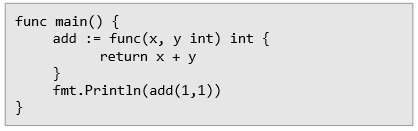 func main() {
    add := func(x, y int) int {
        return x + y
    }
    fmt.Println(add(1,1))
}